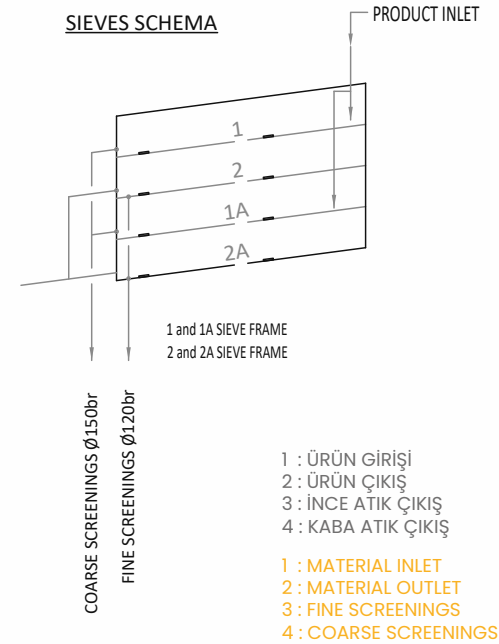 SIEVES SCHEMA
PRODUCT INLET
1
2
1A
2A
1 and 1A SIEVE FRAME
2 and 2A SIEVE FRAME
COARSE SCREENINGS Ø150br
FINE SCREENINGS Ø120br
1 : ÜRÜN GİRİŞİ
2 : ÜRÜN ÇIKIŞ
3 : İNCE ATIK ÇIKIŞ
4 : KABA ATIK ÇIKIŞ
1 : MATERIAL INLET
2 : MATERIAL OUTLET
3 : FINE SCREENINGS
4 : COARSE SCREENINGS